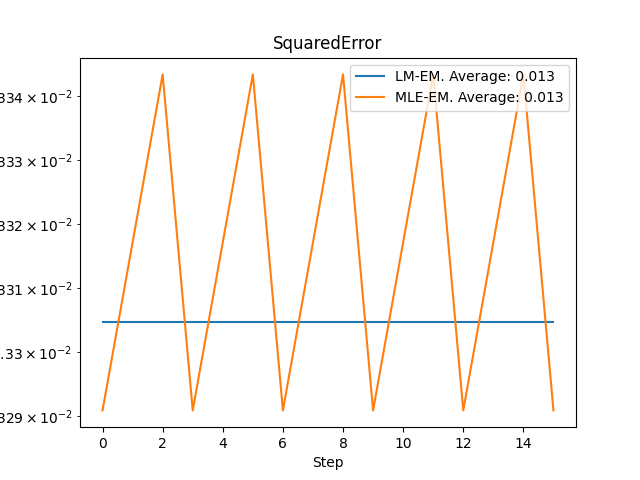 SquaredError
LM-EM. Average: 0.013
MLE-EM. Average: 0.013
334 × 10⁻²
333 × 10⁻²
332 × 10⁻²
331 × 10⁻²
.33 × 10⁻²
329 × 10⁻²
0 2 4 6 8 10 12 14
Step